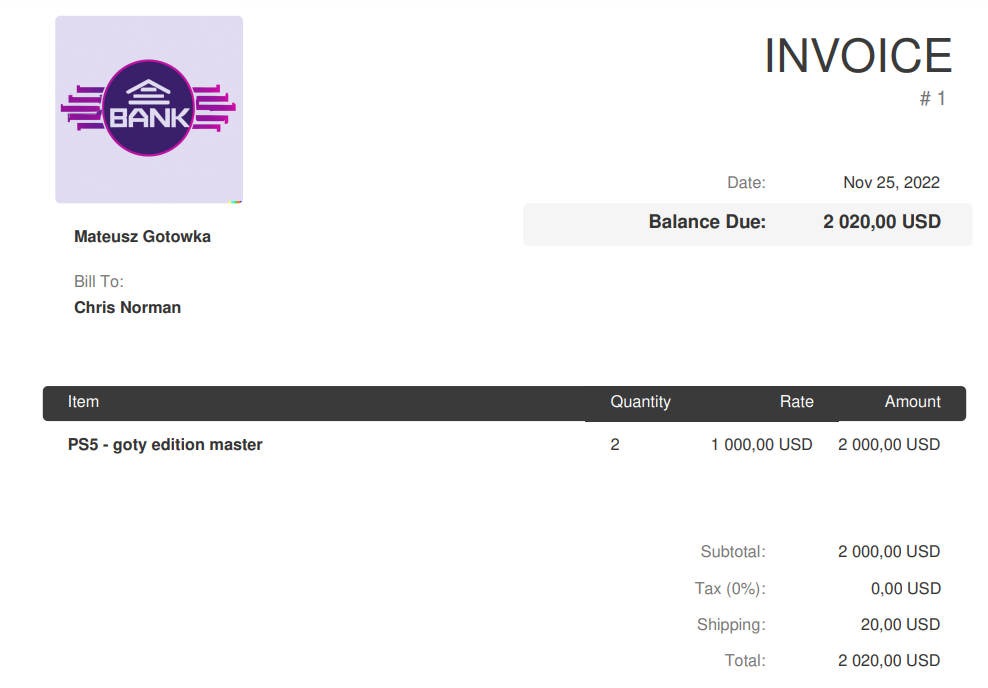 BANK
INVOICE
# 1
Date: Nov 25, 2022
Balance Due: 2 020,00 USD
Mateusz Gotowka
Bill To:
Chris Norman
Item Quantity Rate Amount
PS5 - goty edition master 2 1 000,00 USD 2 000,00 USD
Subtotal: 2 000,00 USD
Tax (0%): 0,00 USD
Shipping: 20,00 USD
Total: 2 020,00 USD